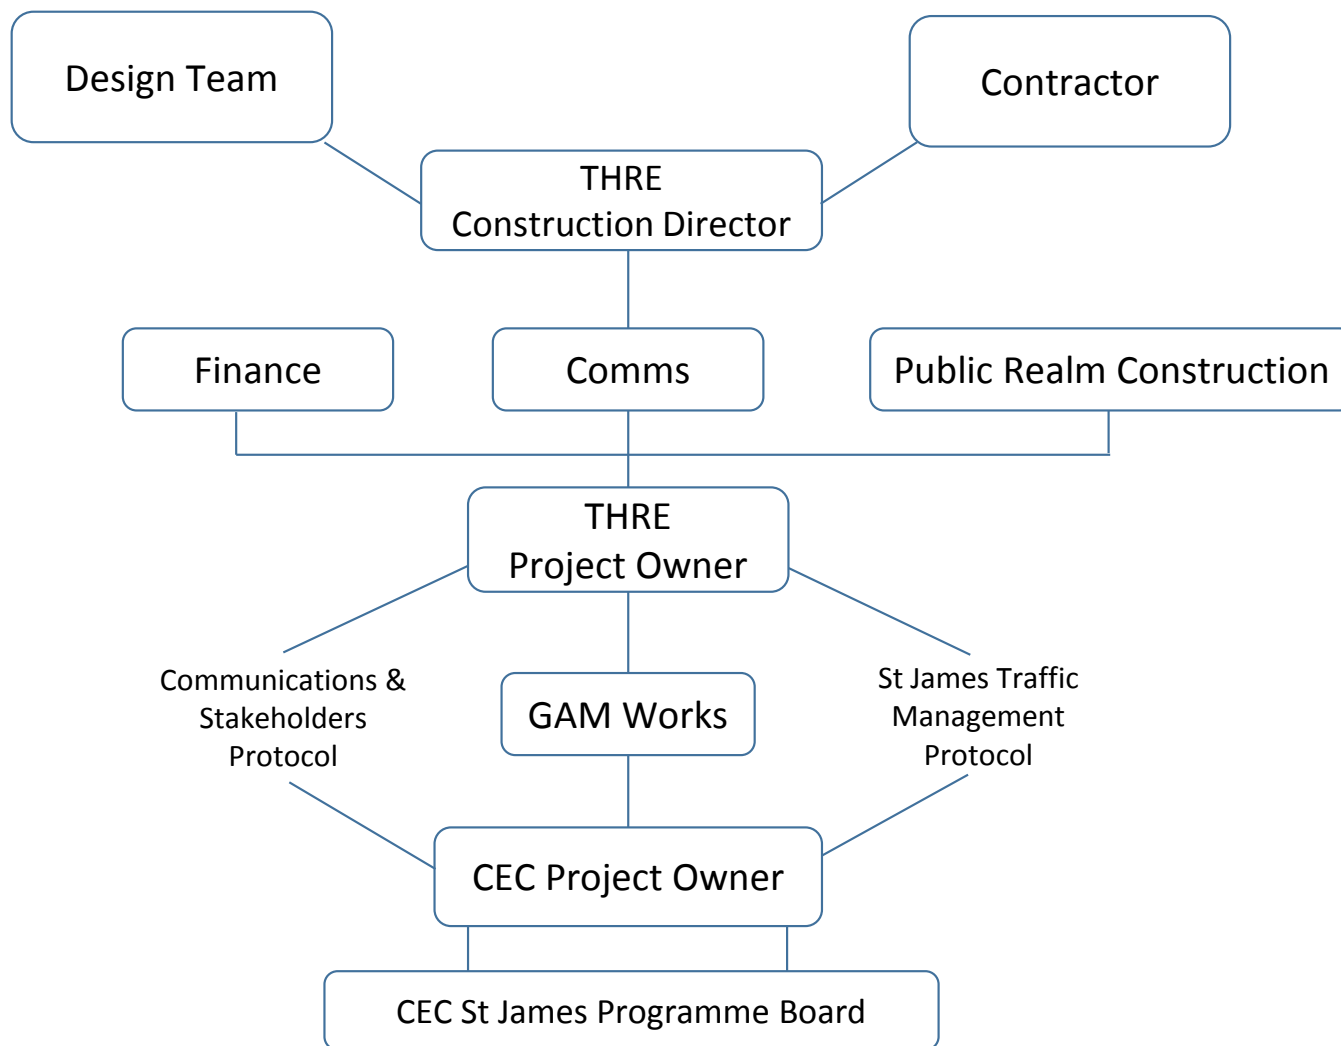 Design Team
Contractor
THRE
Construction Director
Finance
Comms
Public Realm Construction
THRE
Project Owner
Communications &
Stakeholders
Protocol
GAM Works
St James Traffic
Management
Protocol
CEC Project Owner
CEC St James Programme Board